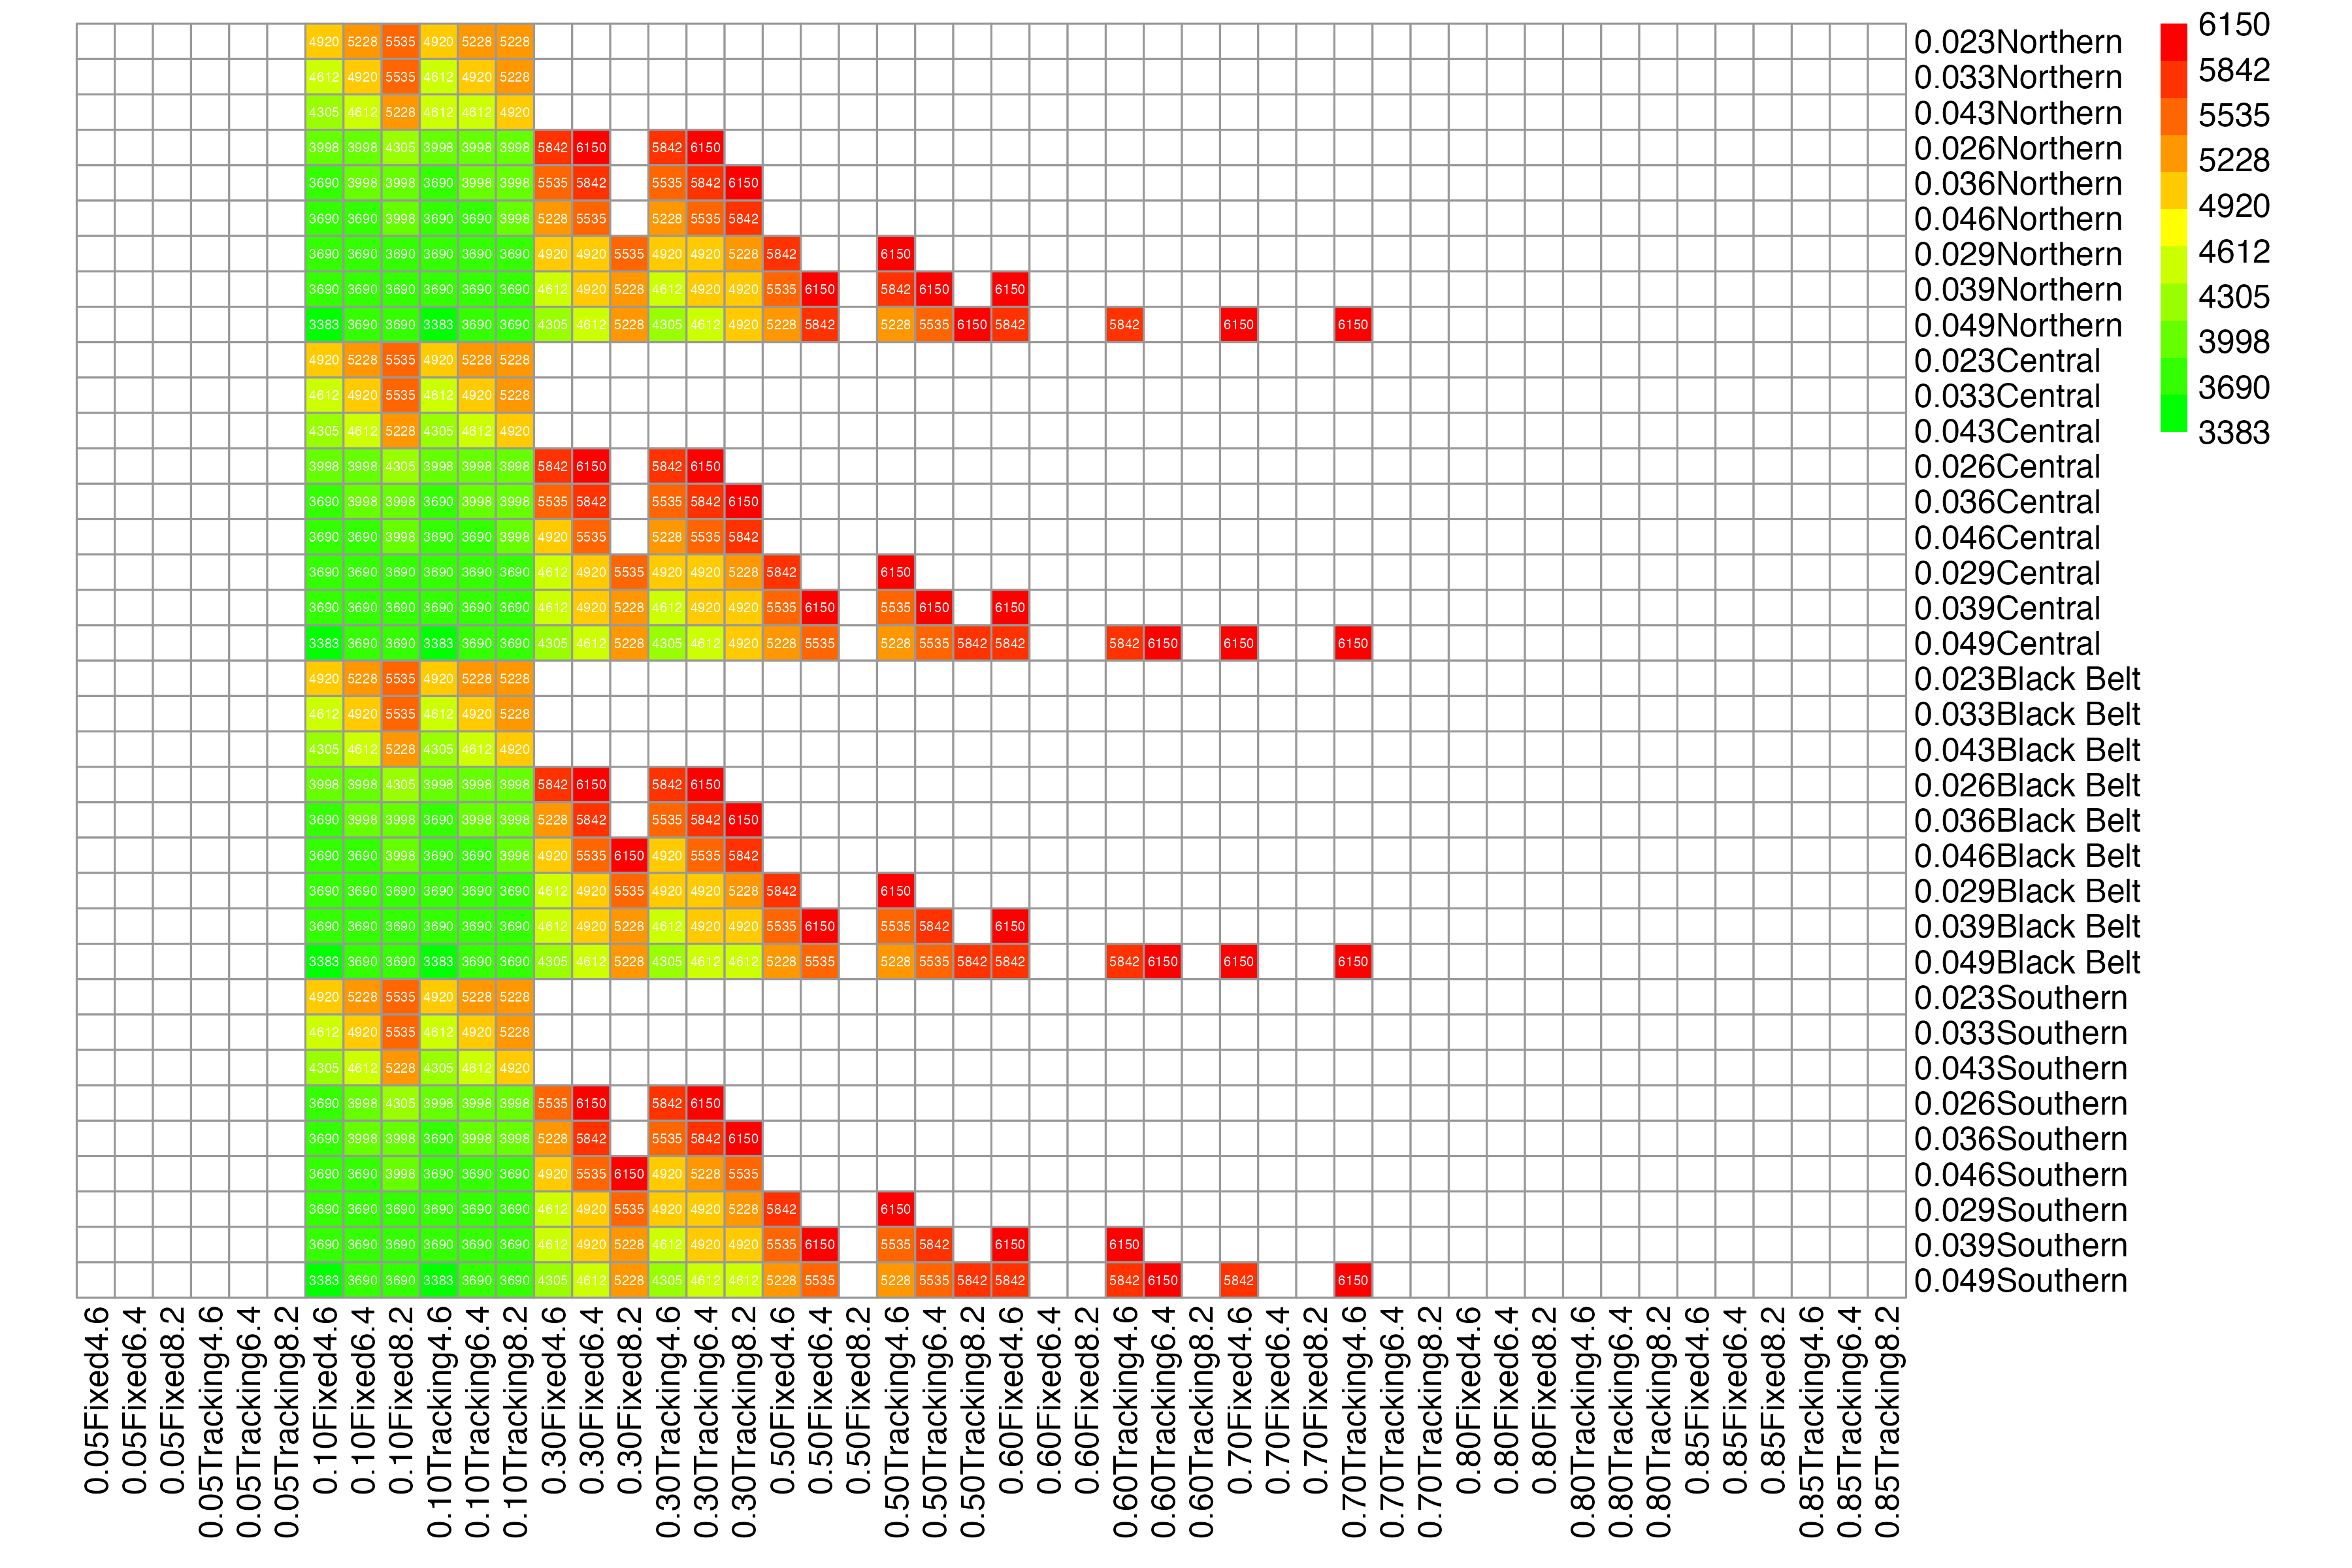 4920 5228 5535 4920 5228 5228 0.023Northern
4612 4920 5535 4612 4920 5228 0.033Northern
4305 4612 5228 4612 4612 4920 0.043Northern
3998 3998 4305 3998 3998 3998 5842 6150 5842 6150 0.026Northern
3690 3998 3998 3690 3998 3998 5535 5842 5535 5842 6150 0.036Northern
3690 3690 3998 3690 3690 3998 5228 5535 5228 5535 5842 0.046Northern
3690 3690 3690 3690 3690 3690 4920 4920 5535 4920 4920 5228 5842 6150 0.029Northern
3690 3690 3690 3690 3690 3690 4612 4920 5228 4612 4920 4920 5535 6150 5842 6150 6150 0.039Northern
3383 3690 3690 3383 3690 3690 4305 4612 5228 4305 4612 4920 5228 5842 5228 5535 6150 5842 5842 6150 6150 0.049Northern
4920 5228 5535 4920 5228 5228 0.023Central
4612 4920 5535 4612 4920 5228 0.033Central
4305 4612 5228 4305 4612 4920 0.043Central
3998 3998 4305 3998 3998 3998 5842 6150 5842 6150 0.026Central
3690 3998 3998 3690 3998 3998 5535 5842 5535 5842 6150 0.036Central
3690 3690 3998 3690 3690 3998 4920 5535 5228 5535 5842 0.046Central
3690 3690 3690 3690 3690 3690 4612 4920 5535 4920 4920 5228 5842 6150 0.029Central
3690 3690 3690 3690 3690 3690 4612 4920 5228 4612 4920 4920 5535 6150 5535 6150 6150 0.039Central
3383 3690 3690 3383 3690 3690 4305 4612 5228 4305 4612 4920 5228 5535 5228 5535 5842 5842 5842 6150 6150 6150 0.049Central
4920 5228 5535 4920 5228 5228 0.023Black Belt
4612 4920 5535 4612 4920 5228 0.033Black Belt
4305 4612 5228 4305 4612 4920 0.043Black Belt
3998 3998 4305 3998 3998 3998 5842 6150 5842 6150 0.026Black Belt
3690 3998 3998 3690 3998 3998 5228 5842 5535 5842 6150 0.036Black Belt
3690 3690 3998 3690 3690 3998 4920 5535 6150 4920 5535 5842 0.046Black Belt
3690 3690 3690 3690 3690 3690 4612 4920 5535 4920 4920 5228 5842 6150 0.029Black Belt
3690 3690 3690 3690 3690 3690 4612 4920 5228 4612 4920 4920 5535 6150 5535 5842 6150 0.039Black Belt
3383 3690 3690 3383 3690 3690 4305 4612 5228 4305 4612 4612 5228 5535 5228 5535 5842 5842 5842 6150 6150 6150 0.049Black Belt
4920 5228 5535 4920 5228 5228 0.023Southern
4612 4920 5535 4612 4920 5228 0.033Southern
4305 4612 5228 4305 4612 4920 0.043Southern
3690 3998 4305 3998 3998 3998 5535 6150 5842 6150 0.026Southern
3690 3998 3998 3690 3998 3998 5228 5842 5535 5842 6150 0.036Southern
3690 3690 3998 3690 3690 3690 4920 5535 6150 4920 5228 5535 0.046Southern
3690 3690 3690 3690 3690 3690 4612 4920 5535 4920 4920 5228 5842 6150 0.029Southern
3690 3690 3690 3690 3690 3690 4612 4920 5228 4612 4920 4920 5535 6150 5535 5842 6150 6150 0.039Southern
3383 3690 3690 3383 3690 3690 4305 4612 5228 4305 4612 4612 5228 5535 5228 5535 5842 5842 5842 6150 5842 6150 0.049Southern
0.05Fixed4.6
0.05Fixed6.4
0.05Fixed8.2
0.05Tracking4.6
0.05Tracking6.4
0.05Tracking8.2
0.10Fixed4.6
0.10Fixed6.4
0.10Fixed8.2
0.10Tracking4.6
0.10Tracking6.4
0.10Tracking8.2
0.30Fixed4.6
0.30Fixed6.4
0.30Fixed8.2
0.30Tracking4.6
0.30Tracking6.4
0.30Tracking8.2
0.50Fixed4.6
0.50Fixed6.4
0.50Fixed8.2
0.50Tracking4.6
0.50Tracking6.4
0.50Tracking8.2
0.60Fixed4.6
0.60Fixed6.4
0.60Fixed8.2
0.60Tracking4.6
0.60Tracking6.4
0.60Tracking8.2
0.70Fixed4.6
0.70Fixed6.4
0.70Fixed8.2
0.70Tracking4.6
0.70Tracking6.4
0.70Tracking8.2
0.80Fixed4.6
0.80Fixed6.4
0.80Fixed8.2
0.80Tracking4.6
0.80Tracking6.4
0.80Tracking8.2
0.85Fixed4.6
0.85Fixed6.4
0.85Fixed8.2
0.85Tracking4.6
0.85Tracking6.4
0.85Tracking8.2
6150
5842
5535
5228
4920
4612
4305
3998
3690
3383